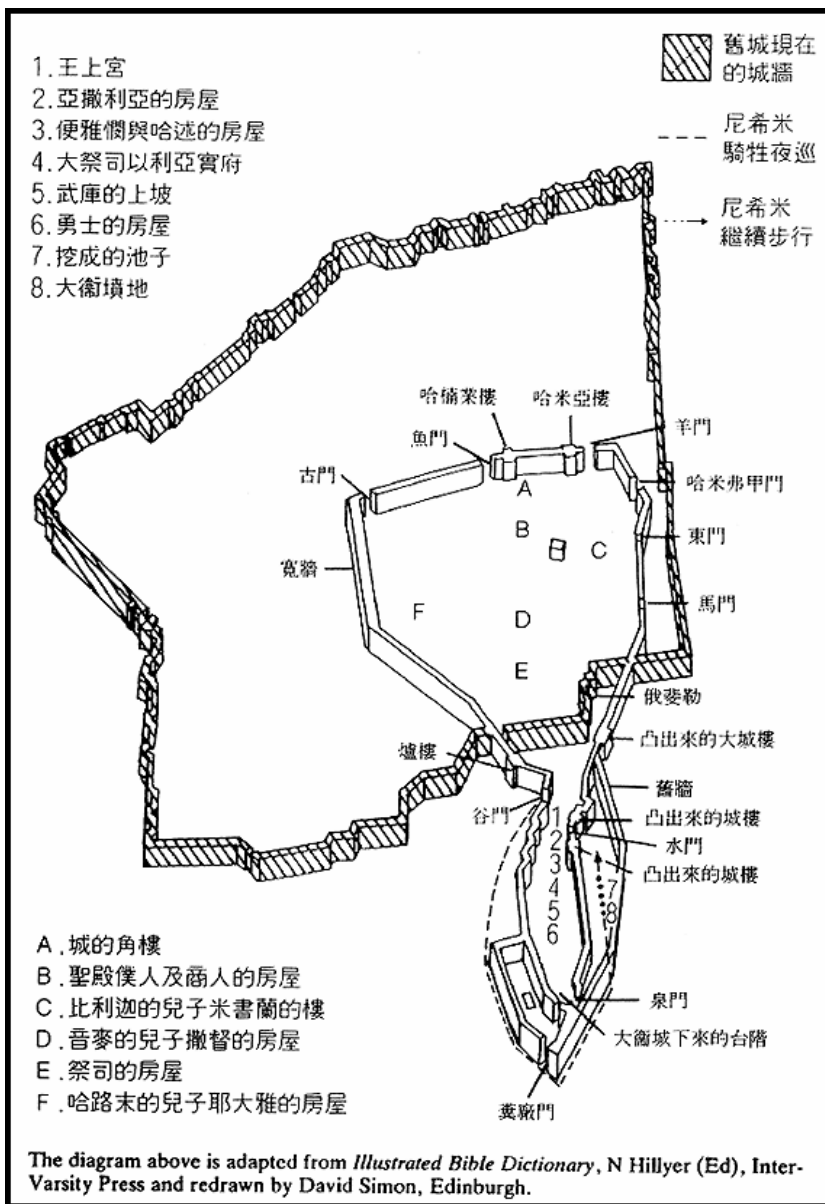 1.王上宮
2.亞撒利亞的房屋
3.便雅憫與哈述的房屋
4.大祭司以利亞實府
5.武庫的上坡
6.勇士的房屋
7.挖成的池子
8.大衞墳地
舊城現在
的城牆
尼希米
騎牲夜巡
尼希米
繼續步行
哈楠業樓
哈米亞樓
羊門
魚門
古門
哈米弗甲門
A
B
C
東門
寬牆
馬門
F
D
E
俄斐勒
凸出來的大城樓
爐樓
舊牆
谷門
1
凸出來的城樓
2
水門
3
凸出來的城樓
4
7
5
8
6
泉門
大衞城下來的台階
糞廠門
A.城的角樓
B.聖殿僕人及商人的房屋
C.比利迦的兒子米書蘭的樓
D.音麥的兒子撒督的房屋
E.祭司的房屋
F.哈路末的兒子耶大雅的房屋
The diagram above is adapted from Illustrated Bible Dictionary, N Hillyer (Ed), Inter-
Varsity Press and redrawn by David Simon, Edinburgh.